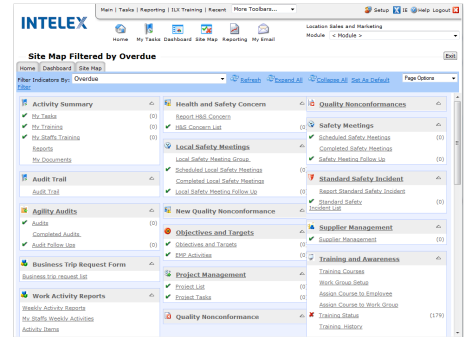 INTELEX
Main | Tasks | Reporting | ILX Training | Recent More Toolbars...
Setup IE Help Logout
Home My Tasks Dashboard Site Map Reporting My Email
Location Sales and Marketing
Module < Module >
Site Map Filtered by Overdue
Exit
Home Dashboard Site Map
Filter Indicators By: Overdue
Refresh Expand All Collapse All Set As Default Page Options
Filter
Activity Summary
My Tasks (0)
My Training (0)
My Staffs Training (0)
Reports
My Documents
Audit Trail
Audit Trail
Agility Audits
Audits (0)
Completed Audits
Audit Follow Ups (0)
Business Trip Request Form
Business trip request list
Work Activity Reports
Weekly Activity Reports
My Staffs Weekly Activities
Activity Items
Health and Safety Concern
Report H&S Concern
H&S Concern List (0)
Local Safety Meetings
Local Safety Meeting Group
Scheduled Local Safety Meetings (0)
Completed Local Safety Meetings
Local Safety Meeting Follow Up (0)
New Quality Nonconformance
Objectives and Targets
Objectives and Targets (0)
EMP Activities (0)
Project Management
Project List (0)
Project Tasks (0)
Quality Nonconformance
Quality Nonconformances
Safety Meetings
Scheduled Safety Meetings (0)
Completed Safety Meetings
Safety Meeting Follow Up (0)
Standard Safety Incident
Report Standard Safety Incident
Standard Safety (0)
Incident List
Supplier Management
Supplier Management (0)
Training and Awareness
Training Courses
Work Group Setup
Assign Course to Employee
Assign Course to Work Group
Training Status (179)
Training History